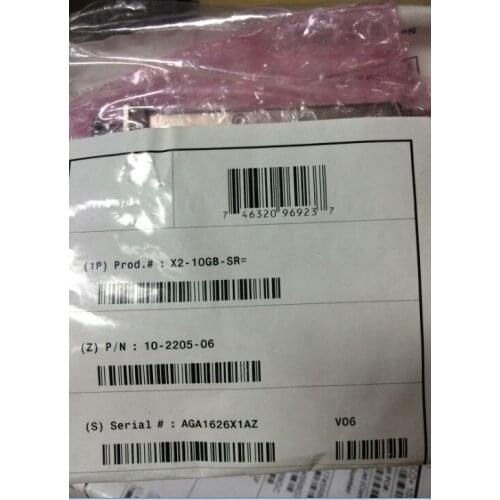 7 46320 96923 7
(1P) Prod.# : X2-10GB-SR=
(Z) P/N : 10-2205-06
(S) Serial # : AGA1626X1AZ V06